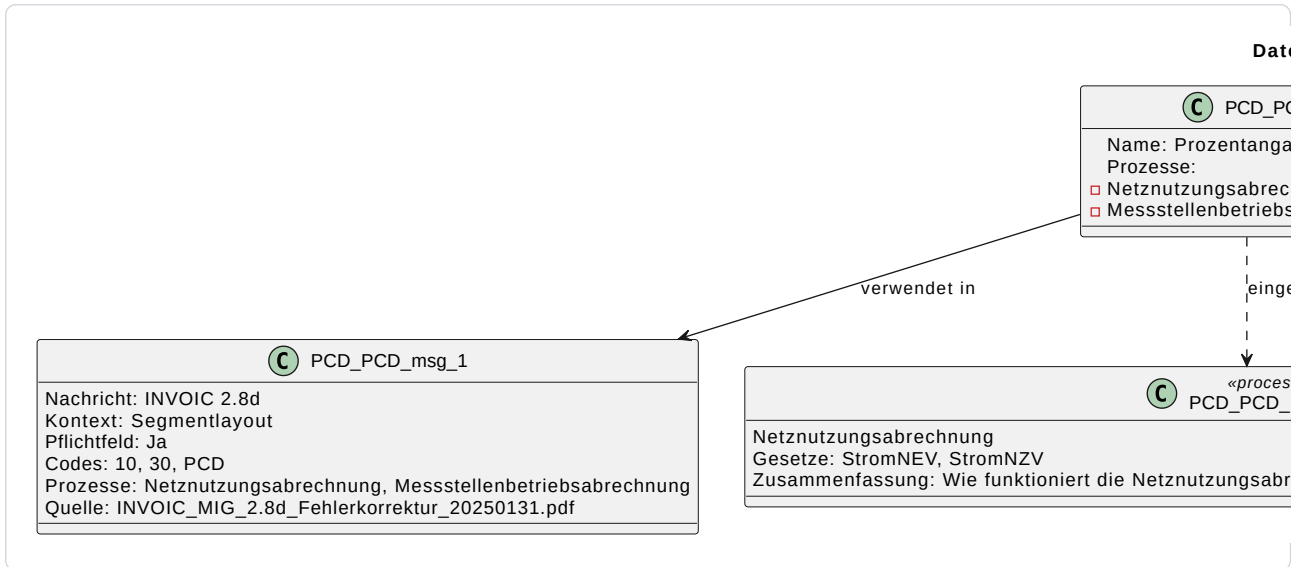 Date
C PCD_PC
Name: Prozentanga
Prozesse:
Netznutzungsabrec
Messstellenbetriebs
verwendet in
einge
C PCD_PCD_msg_1
Nachricht: INVOIC 2.8d
Kontext: Segmentlayout
Pflichtfeld: Ja
Codes: 10, 30, PCD
Prozesse: Netznutzungsabrechnung, Messstellenbetriebsabrechnung
Quelle: INVOIC_MIG_2.8d_Fehlerkorrektur_20250131.pdf
«proces
C PCD_PCD_
Netznutzungsabrechnung
Gesetze: StromNEV, StromNZV
Zusammenfassung: Wie funktioniert die Netznutzungsabr